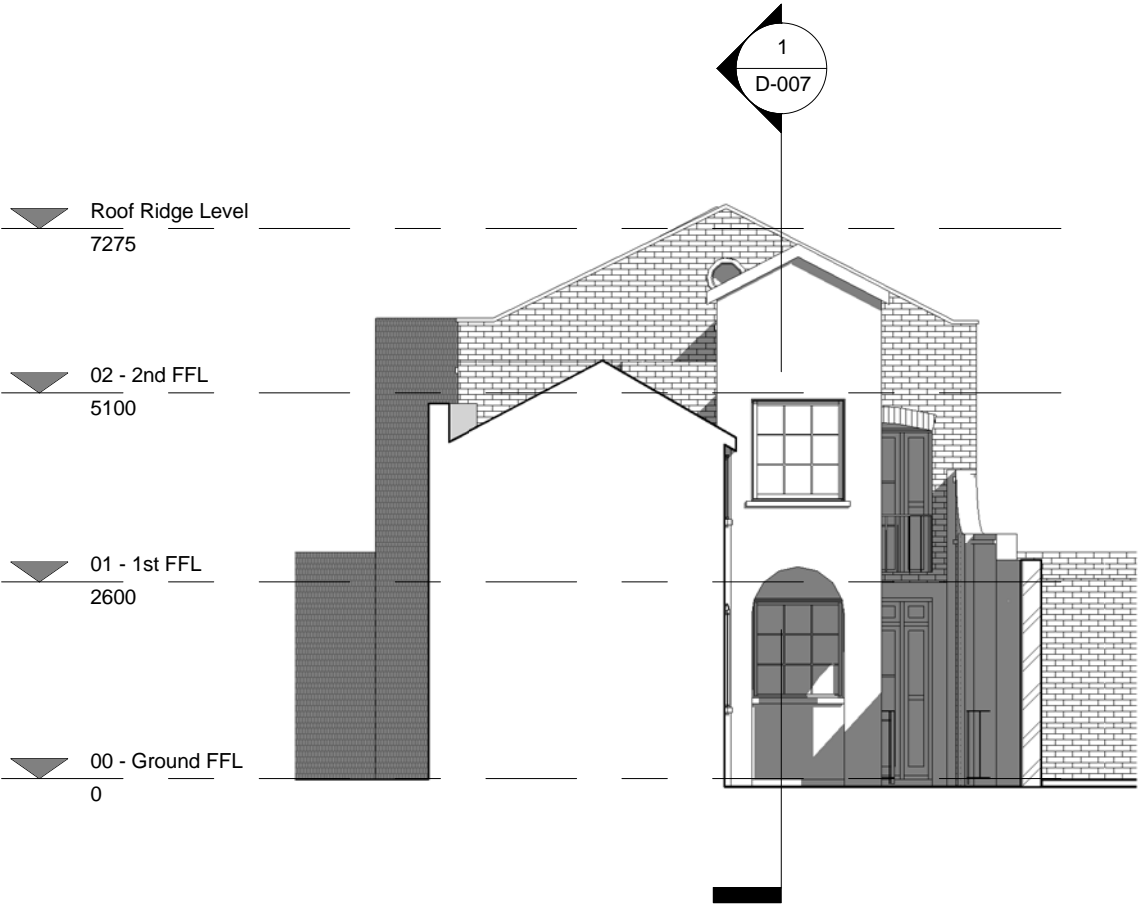 1
D-007
Roof Ridge Level
7275
02 - 2nd FFL
5100
01 - 1st FFL
2600
00 - Ground FFL
0